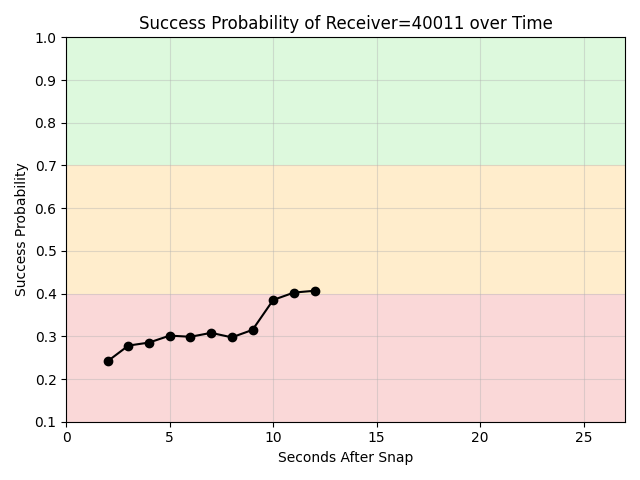 Success Probability of Receiver=40011 over Time
1.0
0.9
0.8
0.7
0.6
0.5
0.4
0.3
0.2
0.1
Success Probability
0 5 10 15 20 25
Seconds After Snap